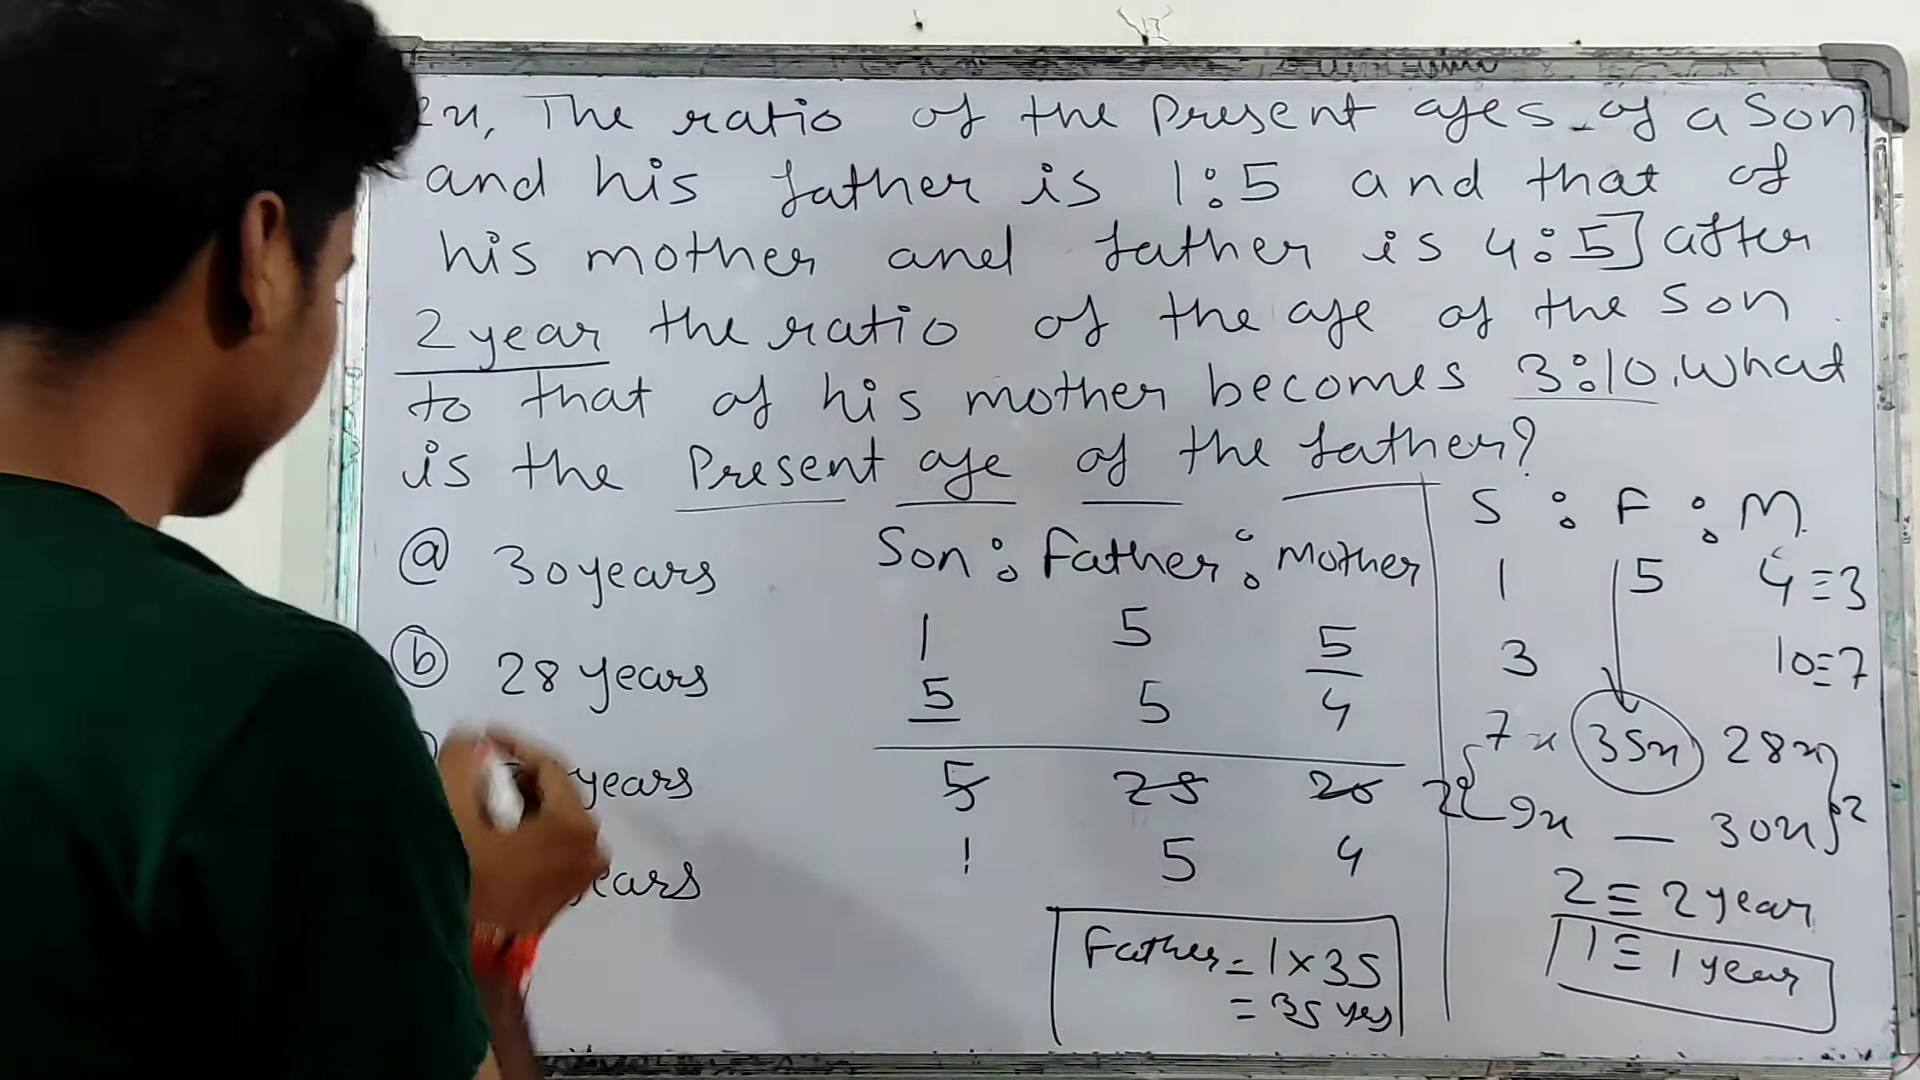 The ratio of the Present ages of a Son
and his father is 1:5 and that of
his mother and father is 4:5] after
2 year the ratio of the age of the Son
to that of his mother becomes 3:10. What
is the Present age of the father?
(a) 30 years
(b) 28 years
years
Son : Father : Mother
1 5 5
5 5 4
5 25 20
1 5 4
Father = 1×35
= 35 yrs
S : F : M
1 5 4≡3
3 10≡7
7x 35x 28x
2 9x — 30x 2
2 ≡ 2 year
1 ≡ 1 year